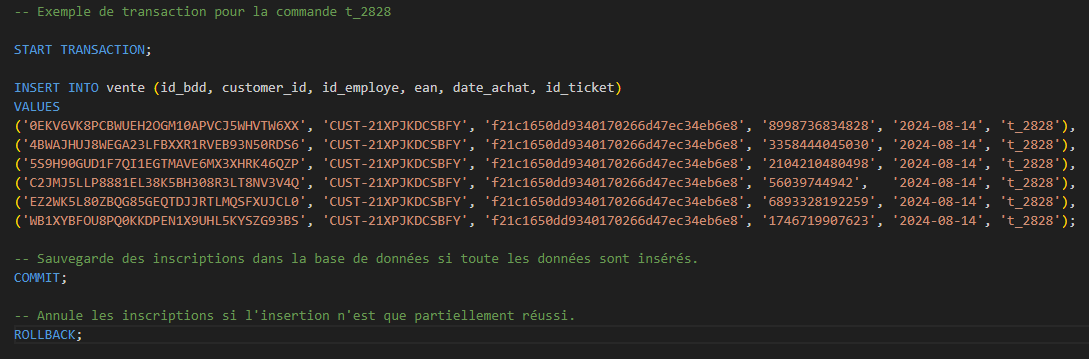 -- Exemple de transaction pour la commande t_2828
START TRANSACTION;
INSERT INTO vente (id_bdd, customer_id, id_employe, ean, date_achat, id_ticket)
VALUES
('0EKV6VK8PCBWUEH2OGM10APVCJ5WHVTW6XX', 'CUST-21XPJKDCSBFY', 'f21c1650dd9340170266d47ec34eb6e8', '8998736834828', '2024-08-14', 't_2828'),
('4BWAJHUJ8WEGA23LFBXXR1RVEB93N50RDS6', 'CUST-21XPJKDCSBFY', 'f21c1650dd9340170266d47ec34eb6e8', '3358444045030', '2024-08-14', 't_2828'),
('5S9H90GUD1F7QI1EGTMAVE6MX3XHRK46QZP', 'CUST-21XPJKDCSBFY', 'f21c1650dd9340170266d47ec34eb6e8', '2104210480498', '2024-08-14', 't_2828'),
('C2JMJ5LLP8881EL38K5BH308R3LT8NV3V4Q', 'CUST-21XPJKDCSBFY', 'f21c1650dd9340170266d47ec34eb6e8', '56039744942',   '2024-08-14', 't_2828'),
('EZ2WK5L80ZBQG85GEQTDJJRTLMQSFXUJCL0', 'CUST-21XPJKDCSBFY', 'f21c1650dd9340170266d47ec34eb6e8', '6893328192259', '2024-08-14', 't_2828'),
('WB1XYBFOU8PQ0KKDPEN1X9UHL5KYSZG93BS', 'CUST-21XPJKDCSBFY', 'f21c1650dd9340170266d47ec34eb6e8', '1746719907623', '2024-08-14', 't_2828');
-- Sauvegarde des inscriptions dans la base de données si toute les données sont insérés.
COMMIT;
-- Annule les inscriptions si l'insertion n'est que partiellement réussi.
ROLLBACK;